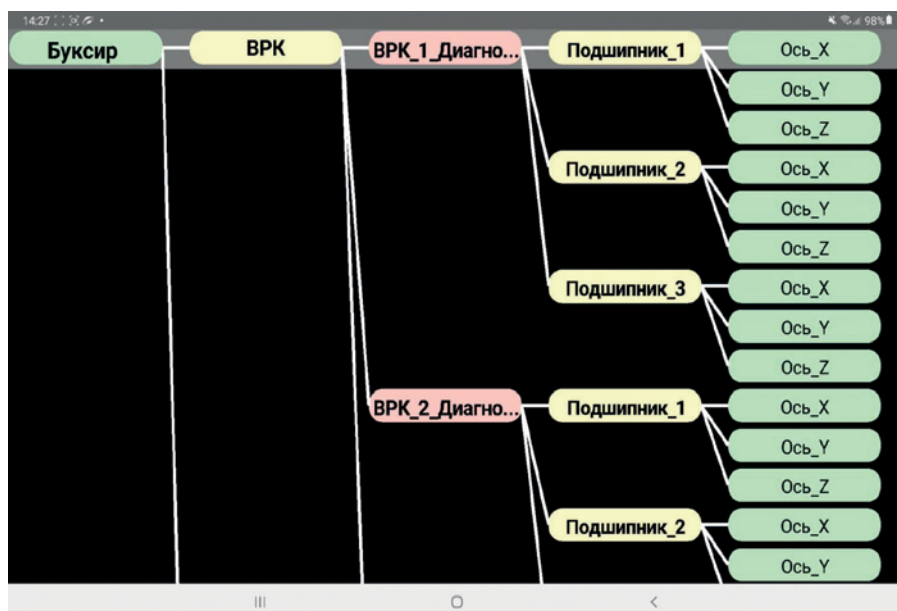 14:27 98%
Буксир ВРК ВРК_1_Диагно... Подшипник_1 Ось_X
Ось_Y
Ось_Z
Подшипник_2 Ось_X
Ось_Y
Ось_Z
Подшипник_3 Ось_X
Ось_Y
Ось_Z
ВРК_2_Диагно... Подшипник_1 Ось_X
Ось_Y
Ось_Z
Подшипник_2 Ось_X
Ось_Y